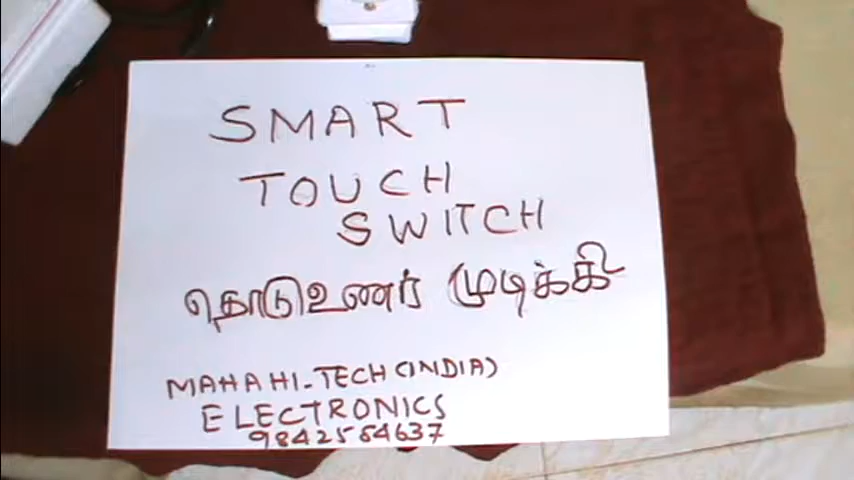 SMART
TOUCH
SWITCH
தொடுஉணர் முடிக்கி
MAHA HI-TECH (INDIA)
ELECTRONICS
9842564637